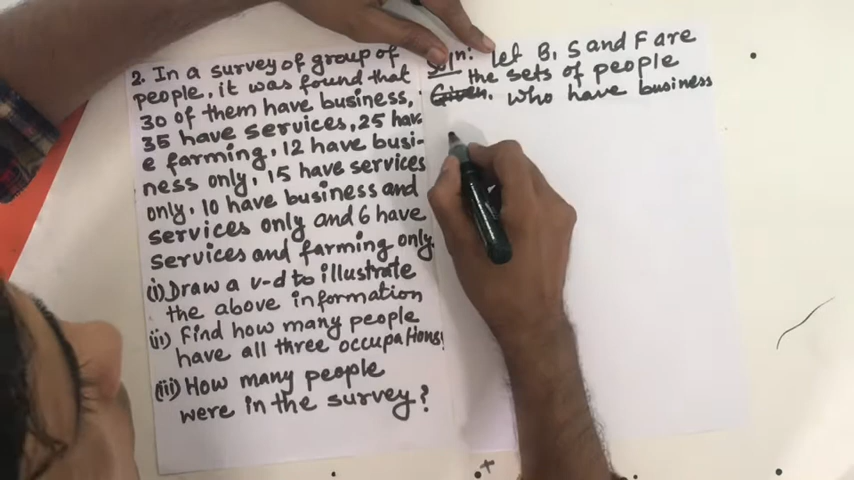 2. In a survey of group of
people, it was found that
30 of them have business,
35 have services, 25 hav
e farming, 12 have busi-
ness only, 15 have services
only, 10 have business and
services only and 6 have
services and farming only.
(i) Draw a v-d to illustrate
the above information
(ii) Find how many people
have all three occupations?
(iii) How many people
were in the survey?
Soln: Let B, S and F are
the sets of people
Given. who have business